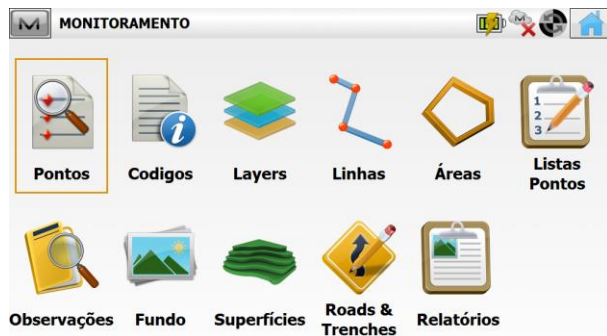 MONITORAMENTO
Pontos
Codigos
Layers
Linhas
Áreas
Listas
Pontos
Observações
Fundo
Superfícies
Roads &
Trenches
Relatórios